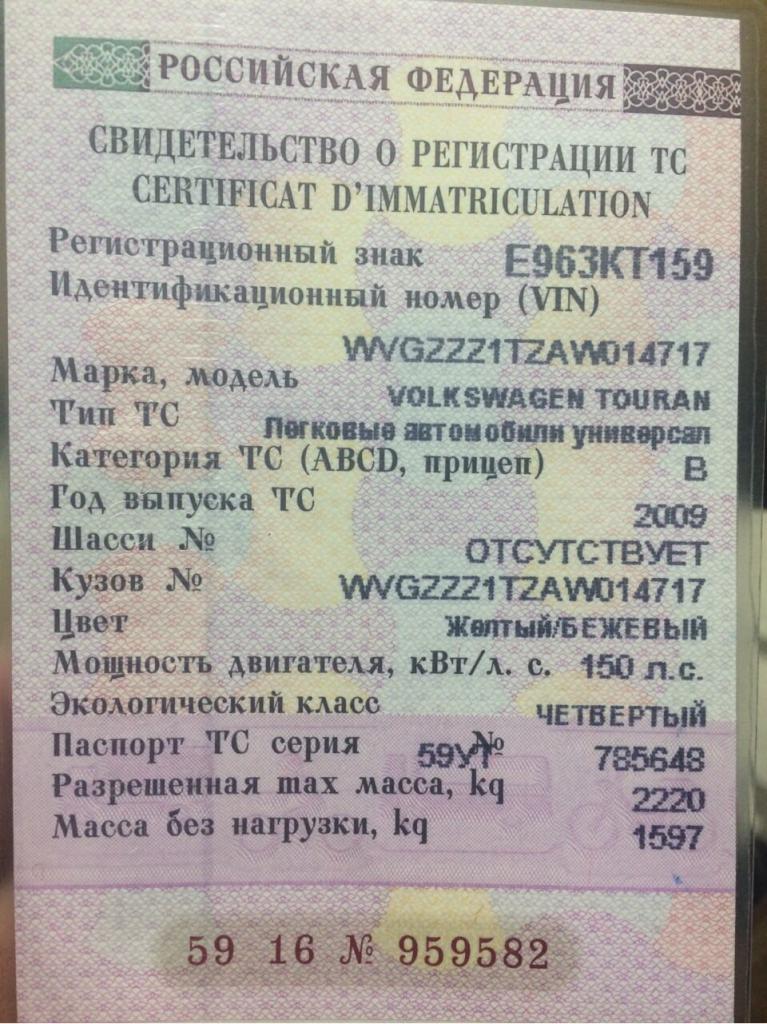 РОССИЙСКАЯ ФЕДЕРАЦИЯ
СВИДЕТЕЛЬСТВО О РЕГИСТРАЦИИ ТС
CERTIFICAT D'IMMATRICULATION
Регистрационный знак Е963КТ159
Идентификационный номер (VIN)
WVGZZZ1TZAW014717
Марка, модель VOLKSWAGEN TOURAN
Тип ТС Легковые автомобили универсал
Категория ТС (ABCD, прицеп) B
Год выпуска ТС 2009
Шасси № ОТСУТСТВУЕТ
Кузов № WVGZZZ1TZAW014717
Цвет Желтый/БЕЖЕВЫЙ
Мощность двигателя, кВт/л. с. 150 л.с.
Экологический класс ЧЕТВЕРТЫЙ
Паспорт ТС серия 59УТ № 785648
Разрешенная max масса, kg 2220
Масса без нагрузки, kg 1597
59 16 № 959582